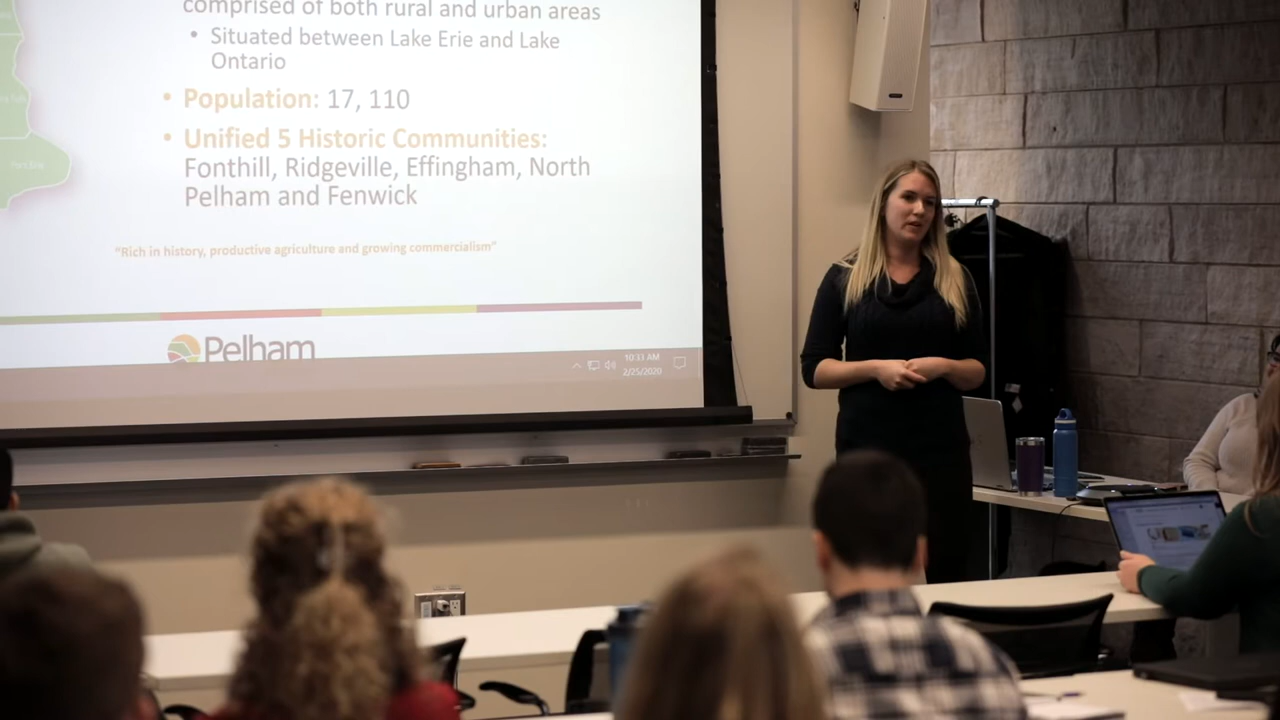 comprised of both rural and urban areas
• Situated between Lake Erie and Lake
Ontario
• Population: 17, 110
• Unified 5 Historic Communities:
Fonthill, Ridgeville, Effingham, North
Pelham and Fenwick
"Rich in history, productive agriculture and growing commercialism"
Pelham
10:33 AM
2/25/2020